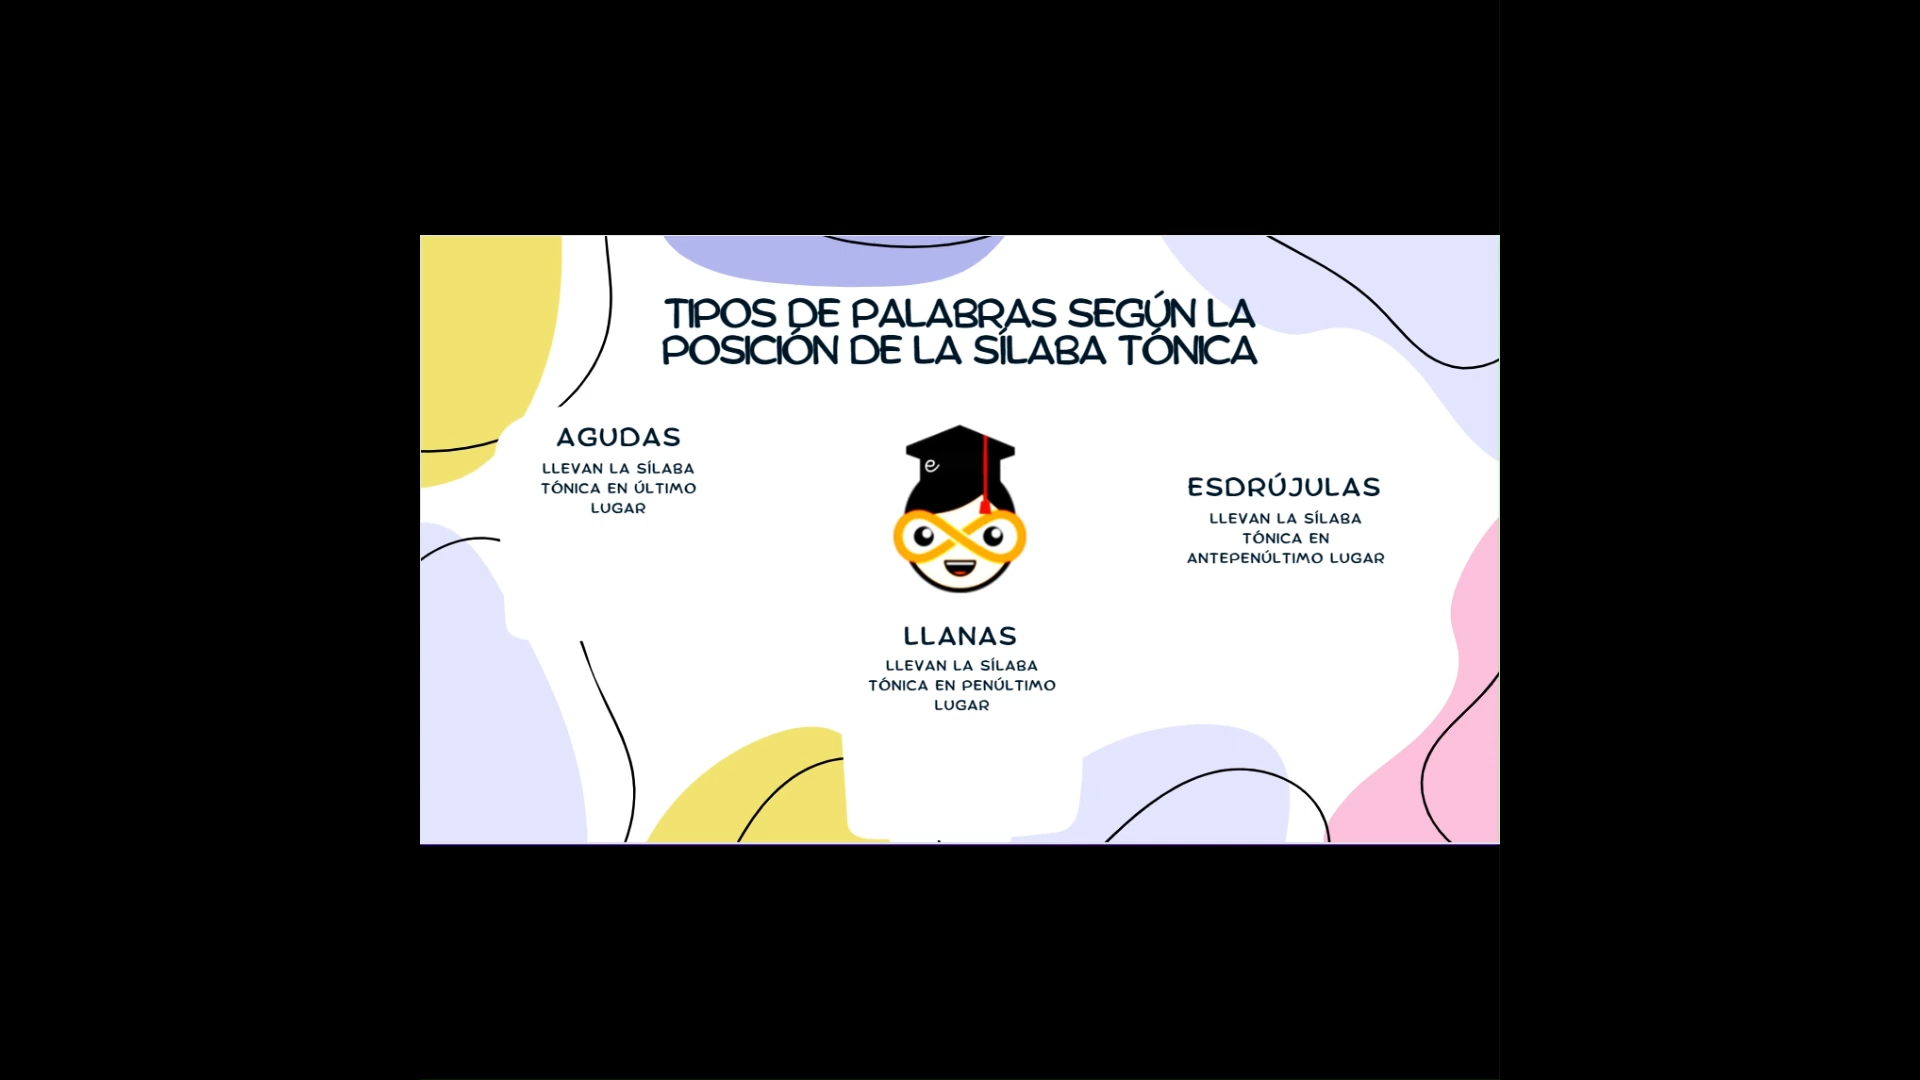 TIPOS DE PALABRAS SEGÚN LA
POSICIÓN DE LA SÍLABA TÓNICA
AGUDAS
LLEVAN LA SÍLABA
TÓNICA EN ÚLTIMO
LUGAR
e
ESDRÚJULAS
LLEVAN LA SÍLABA
TÓNICA EN
ANTEPENÚLTIMO LUGAR
LLANAS
LLEVAN LA SÍLABA
TÓNICA EN PENÚLTIMO
LUGAR